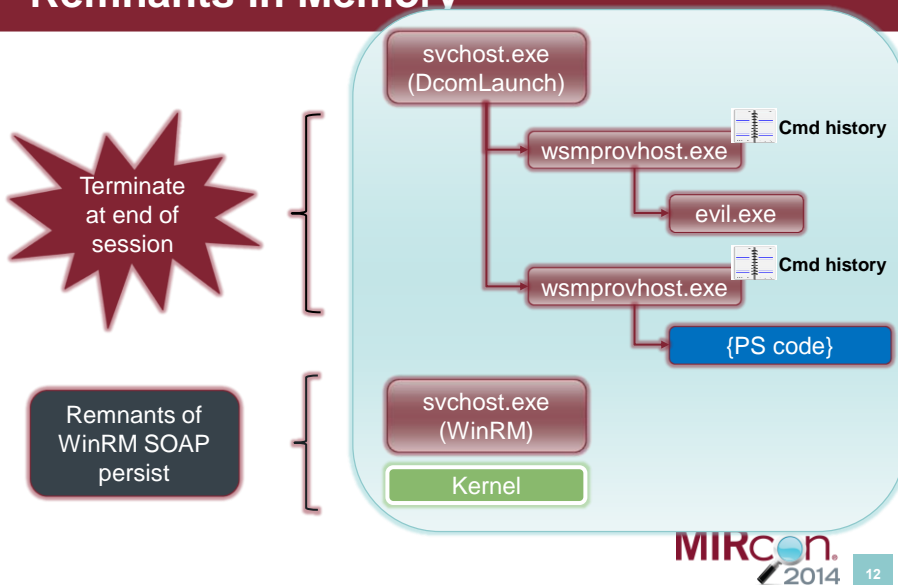 Remnants in Memory
svchost.exe
(DcomLaunch)
Cmd history
wsmprovhost.exe
Terminate
at end of
session
evil.exe
Cmd history
wsmprovhost.exe
{PS code}
Remnants of
WinRM SOAP
persist
svchost.exe
(WinRM)
Kernel
MIRcon.
2014
12